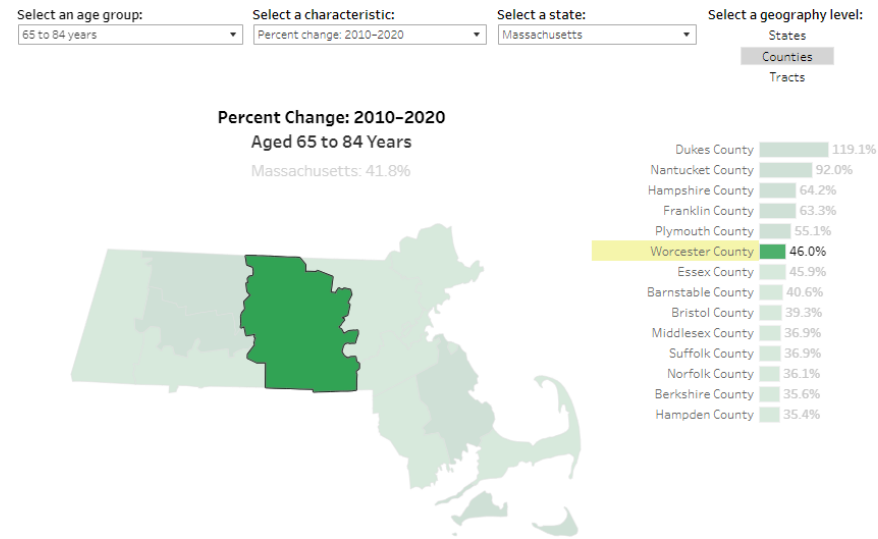 Select an age group:
Select a characteristic:
Select a state:
Select a geography level:
65 to 84 years
Percent change: 2010–2020
Massachusetts
States
Counties
Tracts
Percent Change: 2010–2020
Aged 65 to 84 Years
Massachusetts: 41.8%
Dukes County 119.1%
Nantucket County 92.0%
Hampshire County 64.2%
Franklin County 63.3%
Plymouth County 55.1%
Worcester County 46.0%
Essex County 45.9%
Barnstable County 40.6%
Bristol County 39.3%
Middlesex County 36.9%
Suffolk County 36.9%
Norfolk County 36.1%
Berkshire County 35.6%
Hampden County 35.4%